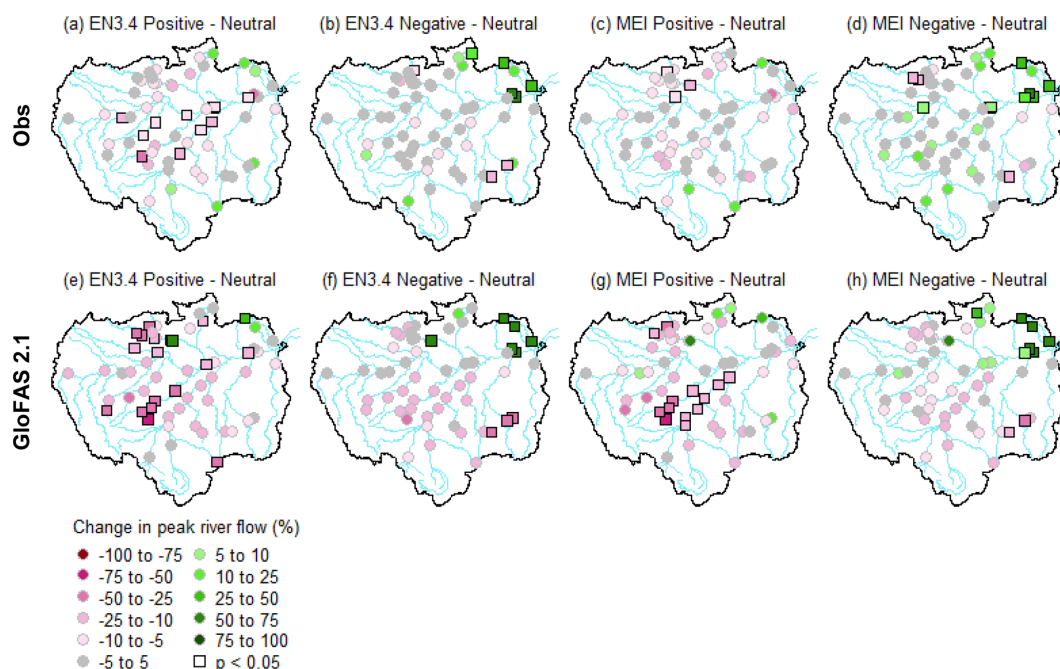 (a) EN3.4 Positive - Neutral
(b) EN3.4 Negative - Neutral
(c) MEI Positive - Neutral
(d) MEI Negative - Neutral
Obs
(e) EN3.4 Positive - Neutral
(f) EN3.4 Negative - Neutral
(g) MEI Positive - Neutral
(h) MEI Negative - Neutral
GloFAS 2.1
Change in peak river flow (%)
-100 to -75
5 to 10
-75 to -50
10 to 25
-50 to -25
25 to 50
-25 to -10
50 to 75
-10 to -5
75 to 100
-5 to 5
p < 0.05